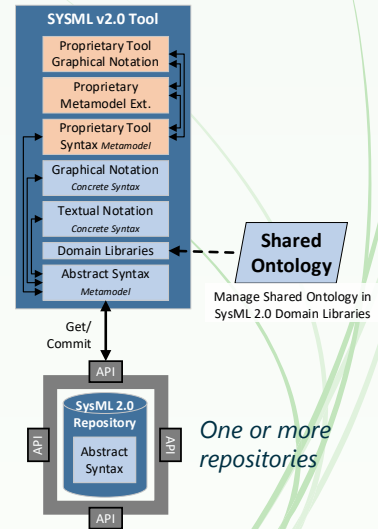 SYSML v2.0 Tool
Proprietary Tool
Graphical Notation
Proprietary
Metamodel Ext.
Proprietary Tool
Syntax Metamodel
Graphical Notation
Concrete Syntax
Textual Notation
Concrete Syntax
Domain Libraries
Abstract Syntax
Metamodel
Shared
Ontology
Manage Shared Ontology in
SysML 2.0 Domain Libraries
Get/
Commit
API
SysML 2.0
Repository
Abstract
Syntax
API
API
API
One or more
repositories